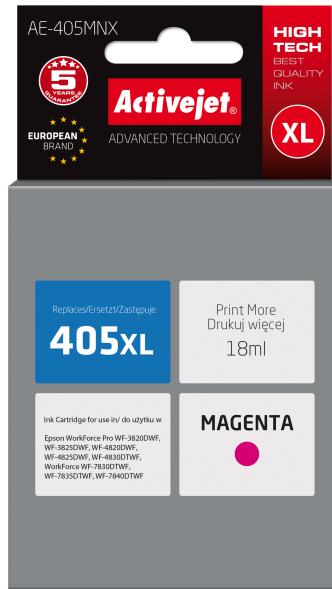 AE-405MNX
HIGH
TECH
BEST
QUALITY
INK
5
YEARS
GUARANTEE
Activejet®
EUROPEAN
BRAND
ADVANCED TECHNOLOGY
XL
Replaces/Ersetzt/Zastępuje
405XL
Print More
Drukuj więcej
18ml
Ink Cartridge for use in/ do użytku w
Epson WorkForce Pro WF-3820DWF,
WF-3825DWF, WF-4820DWF,
WF-4825DWF, WF-4830DTWF,
WorkForce WF-7830DTWF,
WF-7835DTWF, WF-7840DTWF
MAGENTA